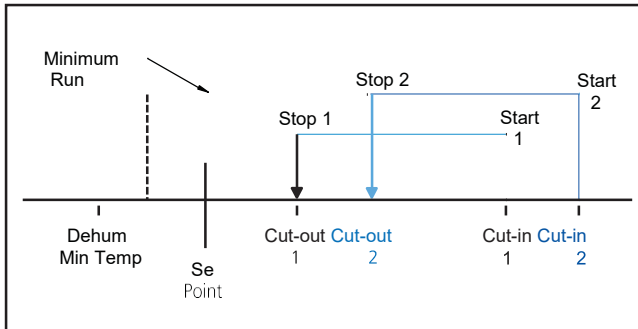 Minimum
Run
Stop 2
Start
2
Stop 1
Start
1
Dehum
Min Temp
Se
Point
Cut-out
1
Cut-out
2
Cut-in
1
Cut-in
2